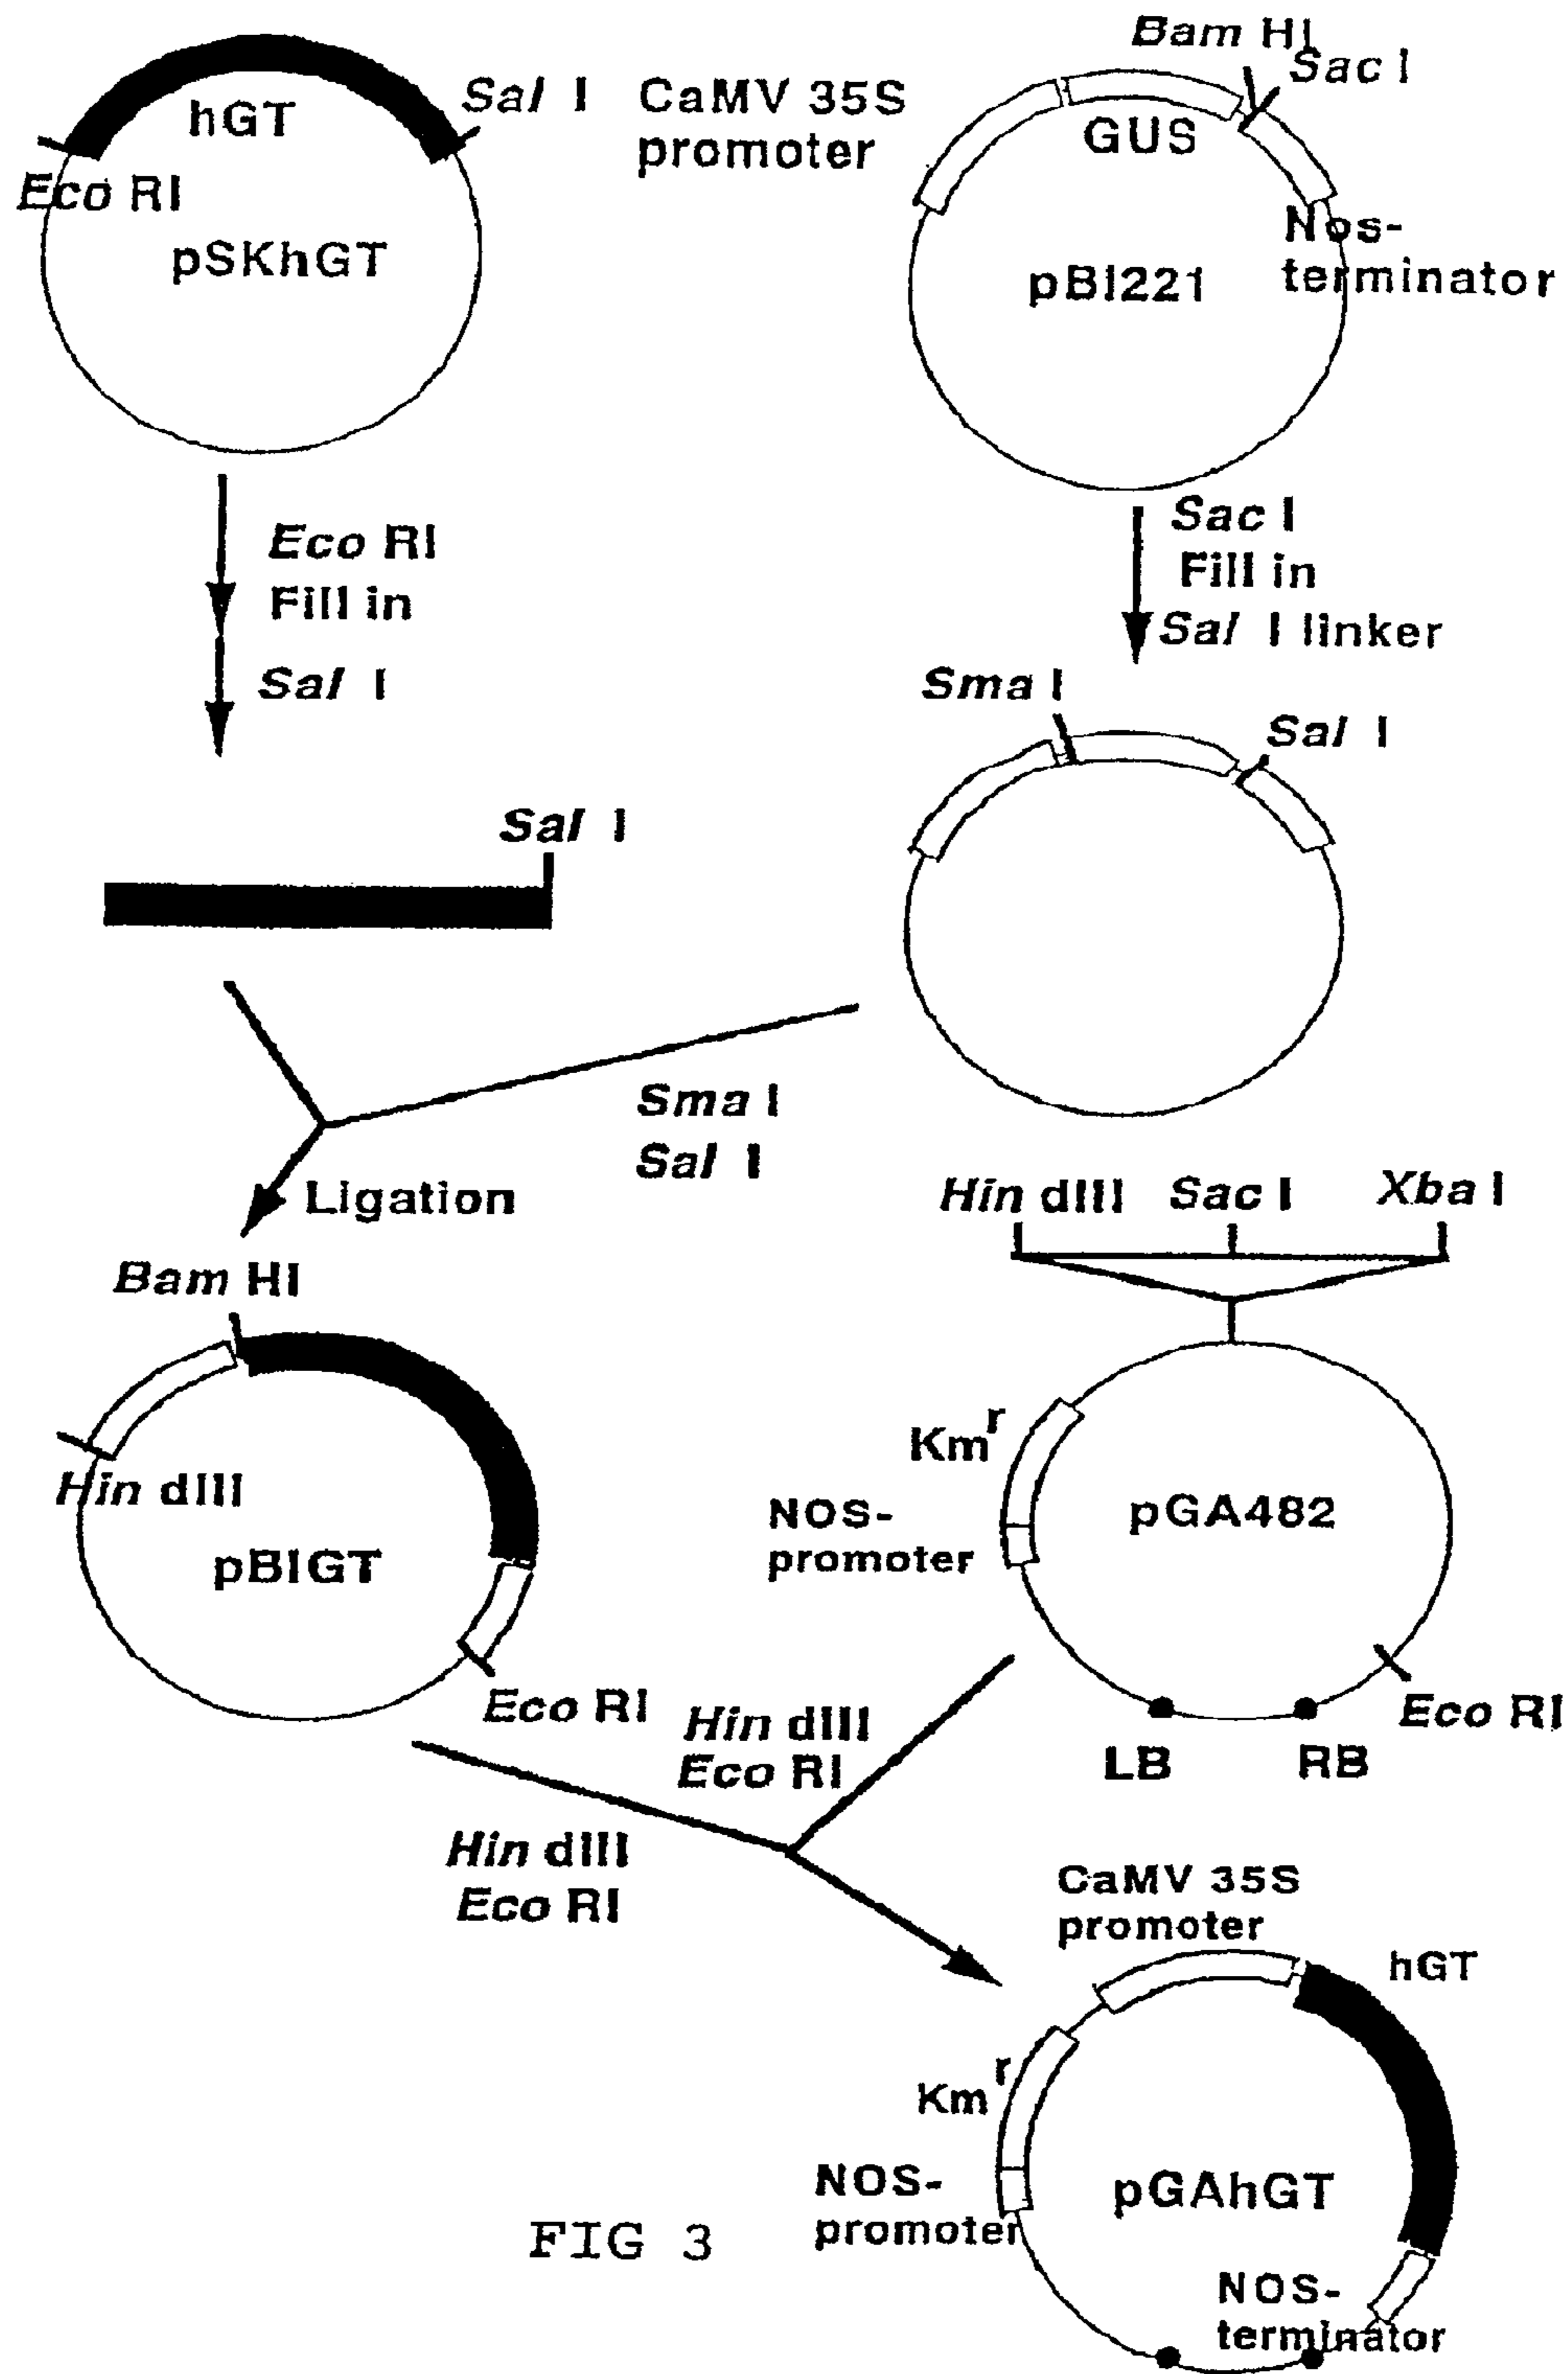 Sal I
hGT
Eco RI
pSKhGT
CaMV 35S
promoter
Bam HI
Sac I
GUS
Nos-
terminator
pBI221
Eco RI
Fill in
Sal I
Sac I
Fill in
Sal I linker
Sma I
Sal I
Sal I
Sma I
Sal I
Ligation
Bam HI
Hin dIII
pBIGT
Eco RI
Hin dIII Sac I Xba I
Kmr
NOS-
promoter
pGA482
Eco RI
LB RB
Hin dIII
Eco RI
Hin dIII
Eco RI
CaMV 35S
promoter
hGT
Kmr
NOS-
promoter
pGAhGT
NOS-
terminator
FIG 3